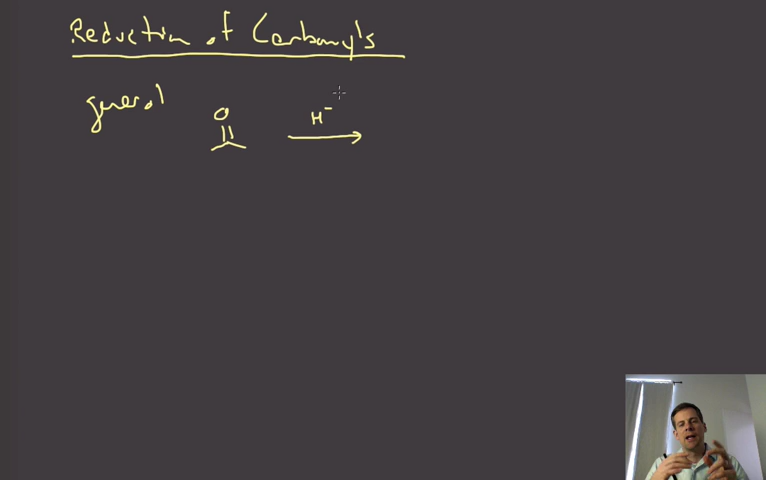 Reduction of Carbonyl's
general
O
H⁻